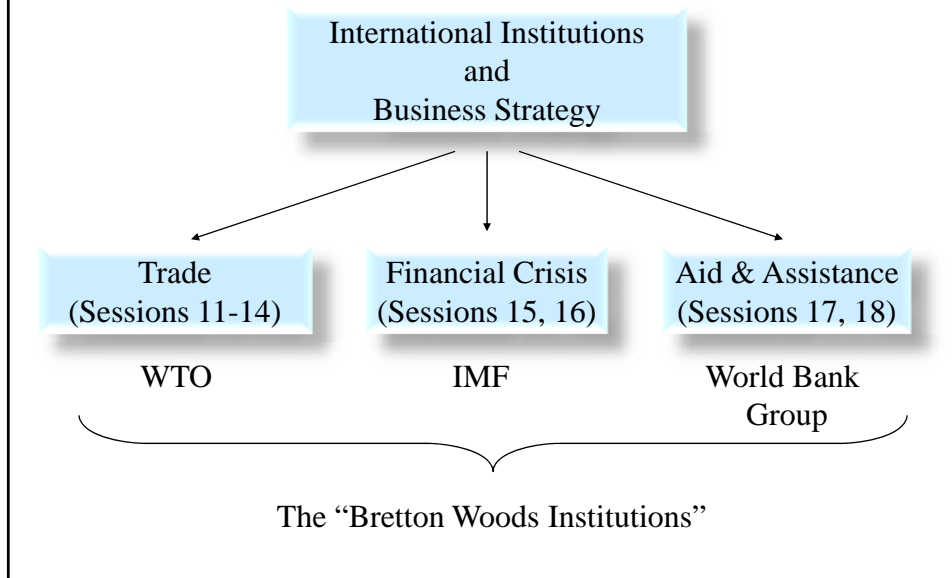 International Institutions
and
Business Strategy
Trade
(Sessions 11-14)
Financial Crisis
(Sessions 15, 16)
Aid & Assistance
(Sessions 17, 18)
WTO
IMF
World Bank
Group
The “Bretton Woods Institutions”